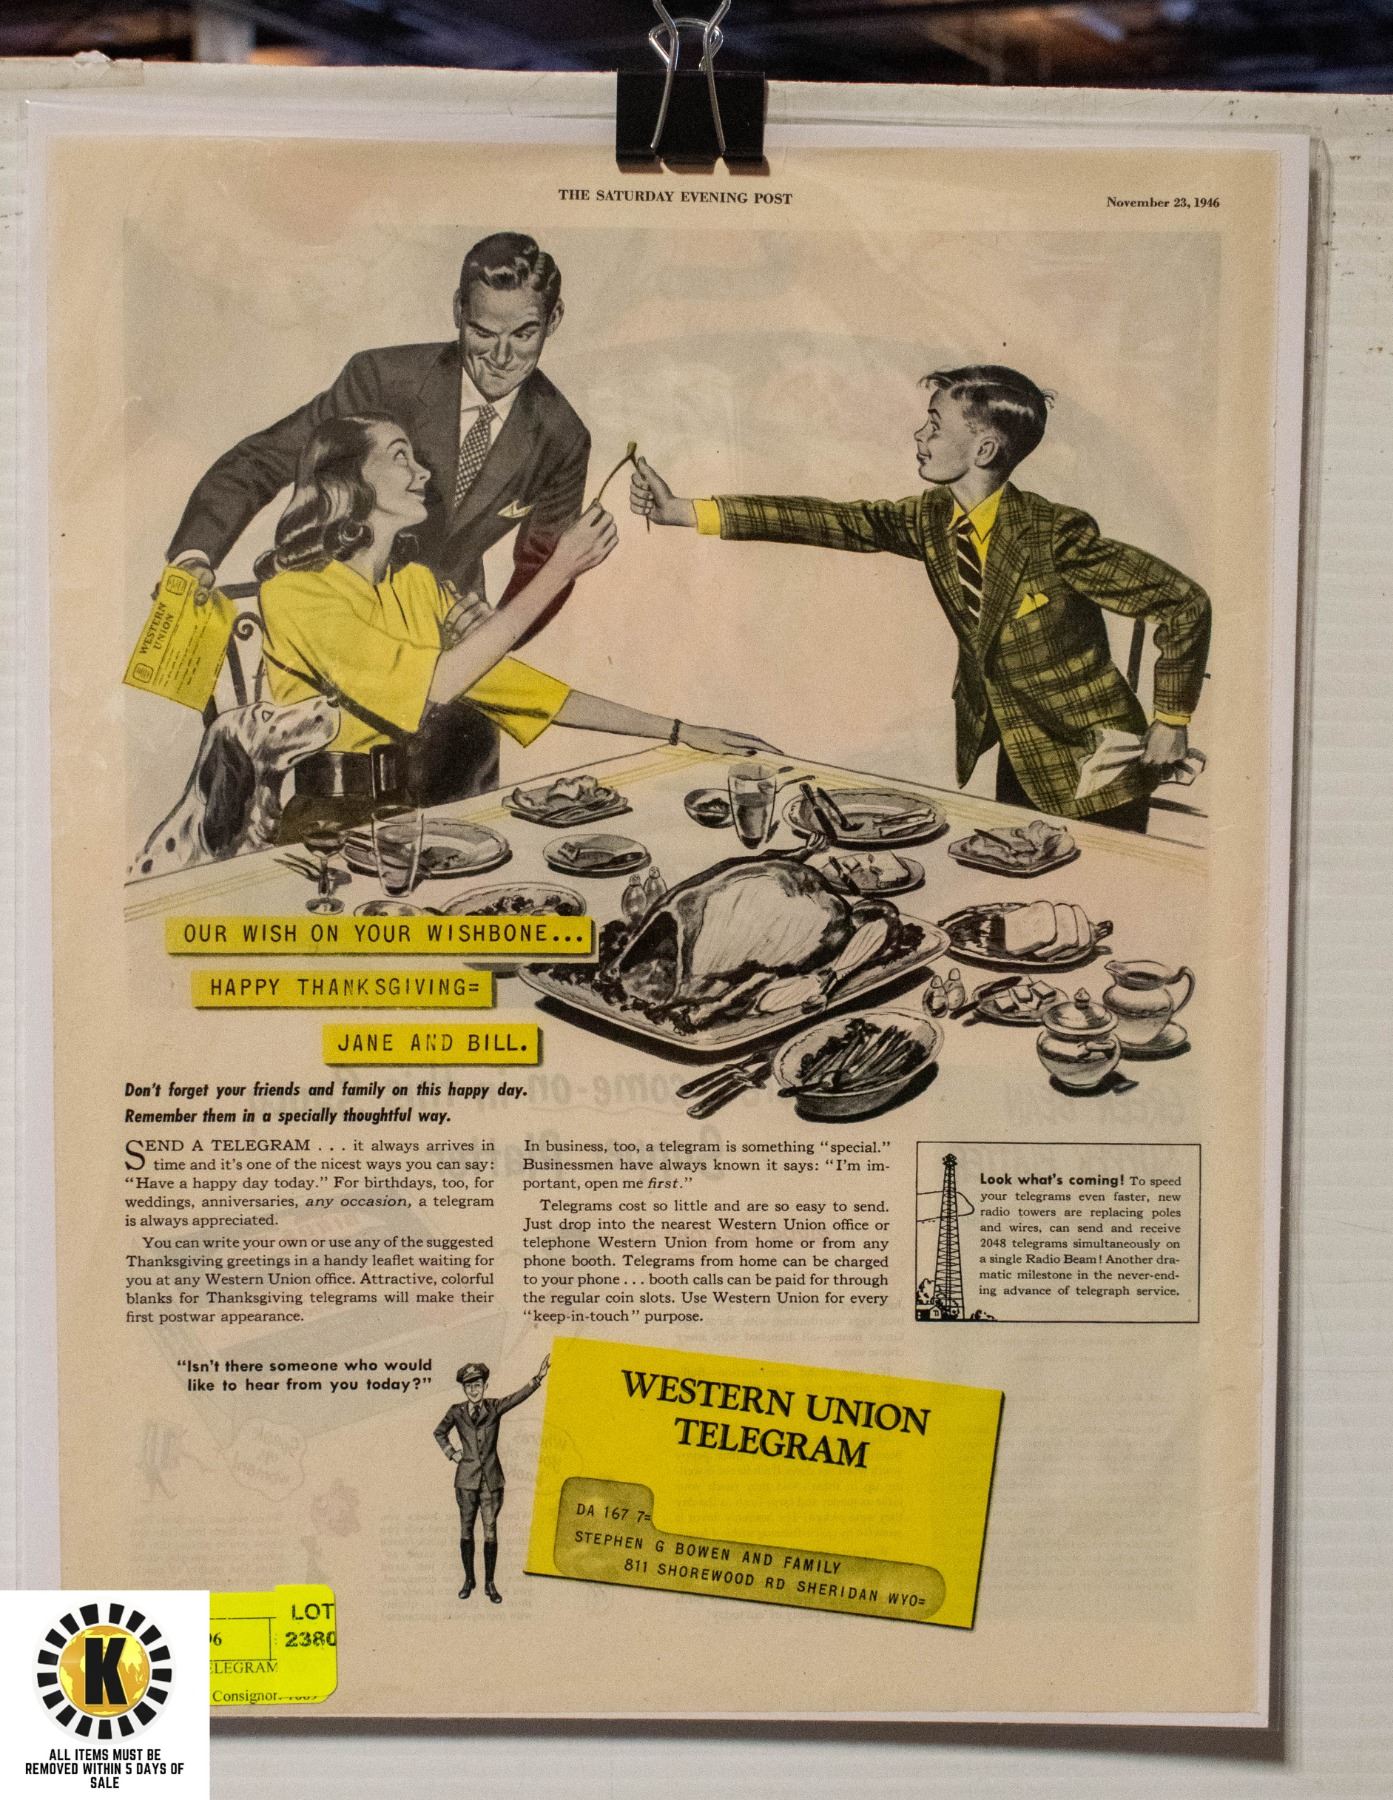 THE SATURDAY EVENING POST
November 23, 1946
WESTERN
UNION
OUR WISH ON YOUR WISHBONE...
HAPPY THANKSGIVING=
JANE AND BILL.
Don't forget your friends and family on this happy day.
Remember them in a specially thoughtful way.
SEND A TELEGRAM . . . it always arrives in
time and it's one of the nicest ways you can say:
"Have a happy day today." For birthdays, too, for
weddings, anniversaries, any occasion, a telegram
is always appreciated.
You can write your own or use any of the suggested
Thanksgiving greetings in a handy leaflet waiting for
you at any Western Union office. Attractive, colorful
blanks for Thanksgiving telegrams will make their
first postwar appearance.
In business, too, a telegram is something "special."
Businessmen have always known it says: "I'm im-
portant, open me first."
Telegrams cost so little and are so easy to send.
Just drop into the nearest Western Union office or
telephone Western Union from home or from any
phone booth. Telegrams from home can be charged
to your phone . . . booth calls can be paid for through
the regular coin slots. Use Western Union for every
"keep-in-touch" purpose.
Look what's coming! To speed
your telegrams even faster, new
radio towers are replacing poles
and wires, can send and receive
2048 telegrams simultaneously on
a single Radio Beam! Another dra-
matic milestone in the never-end-
ing advance of telegraph service.
"Isn't there someone who would
like to hear from you today?"
WESTERN UNION
TELEGRAM
DA 167 7=
STEPHEN G BOWEN AND FAMILY
811 SHOREWOOD RD SHERIDAN WYO=
LOT
2380
ELEGRAM
Consignor
K
ALL ITEMS MUST BE
REMOVED WITHIN 5 DAYS OF
SALE